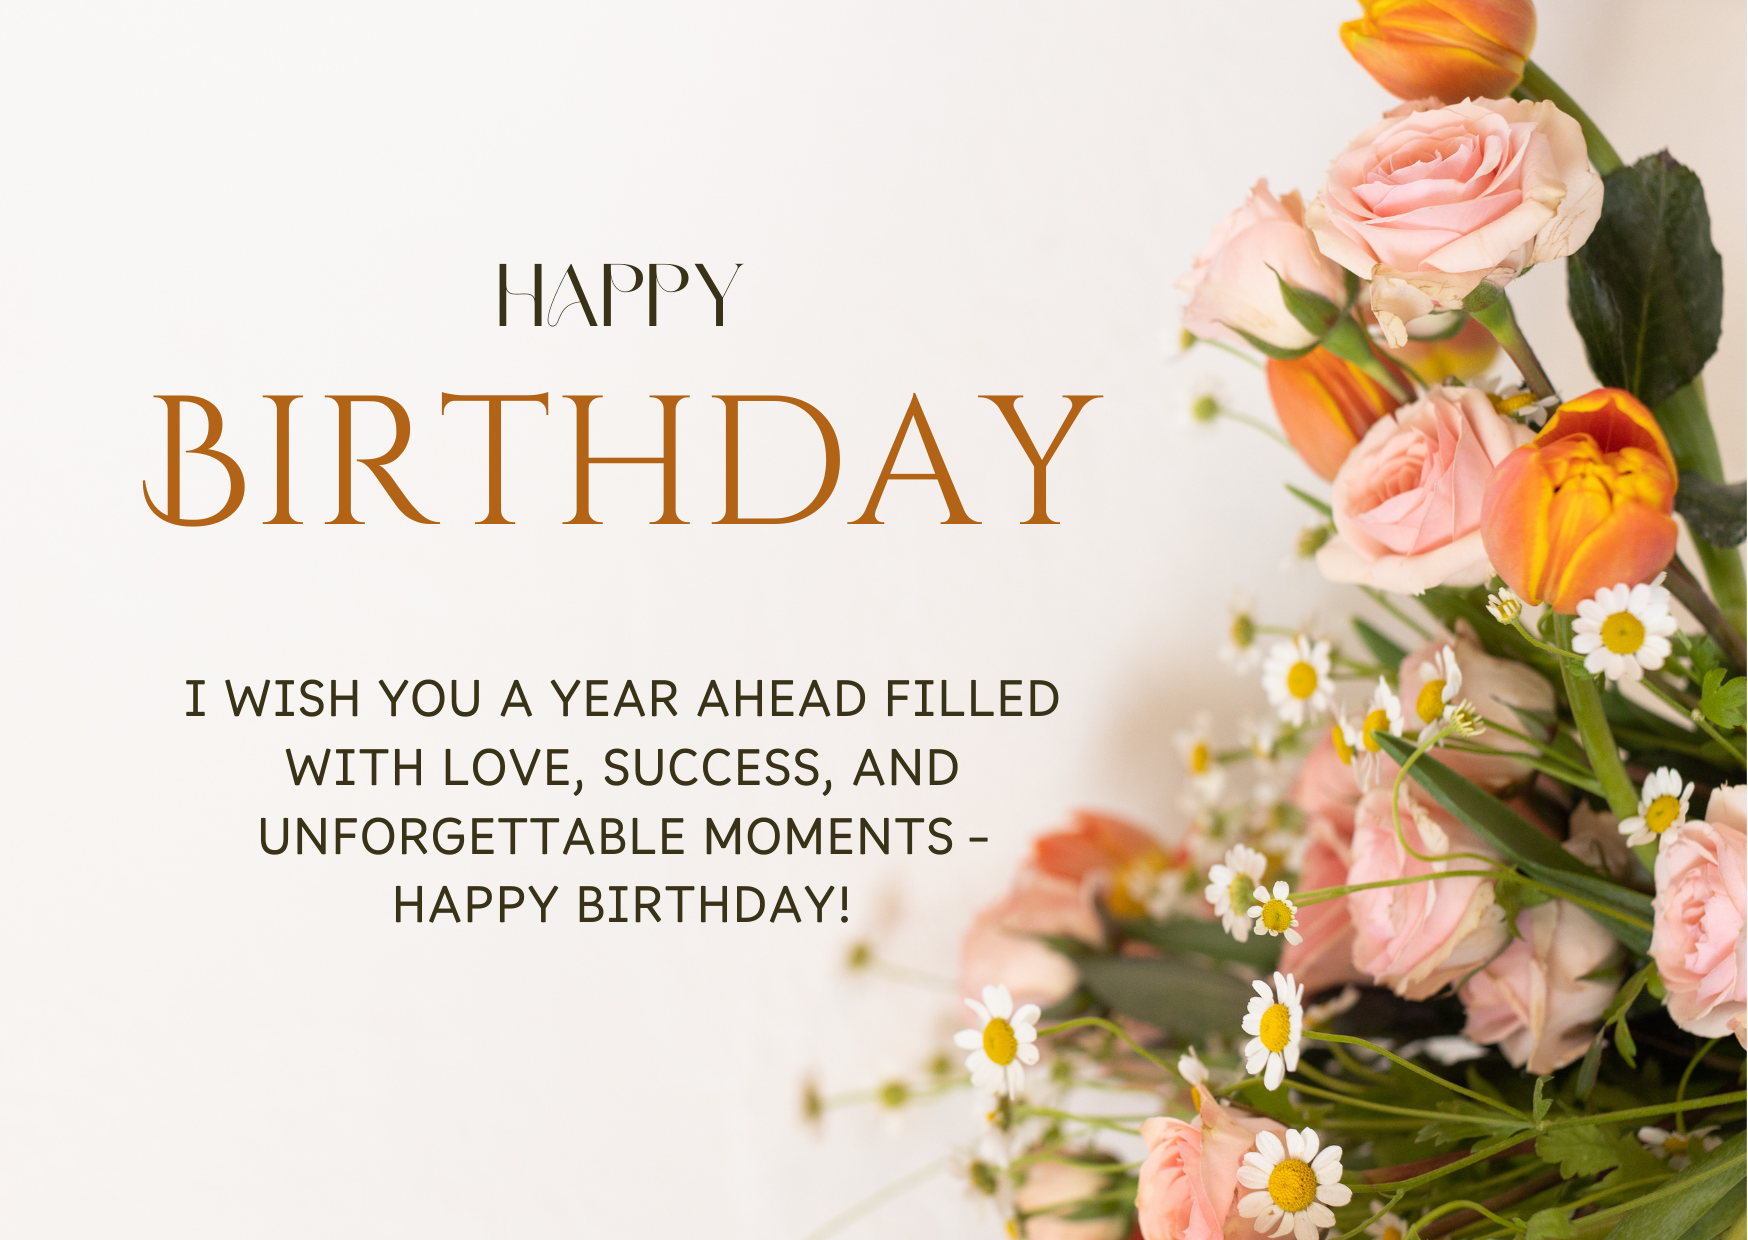 HAPPY
BIRTHDAY
I WISH YOU A YEAR AHEAD FILLED
WITH LOVE, SUCCESS, AND
UNFORGETTABLE MOMENTS –
HAPPY BIRTHDAY!